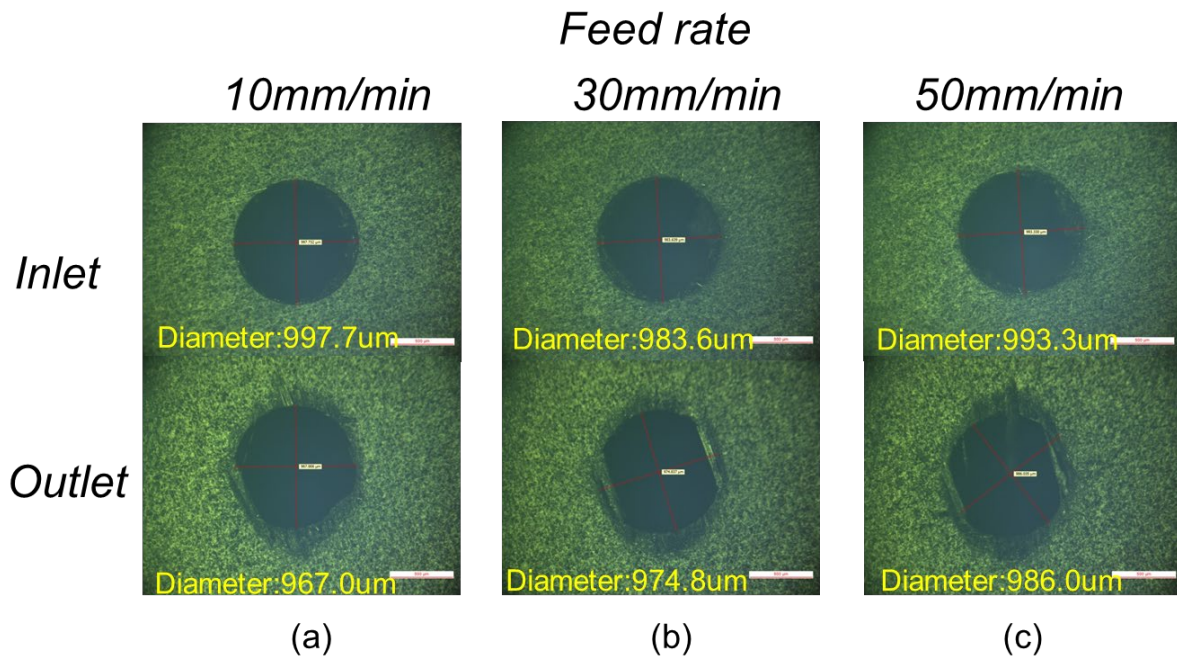 Feed rate
10mm/min
30mm/min
50mm/min
Inlet
Diameter:997.7um
Diameter:983.6um
Diameter:993.3um
Outlet
Diameter:967.0um
Diameter:974.8um
Diameter:986.0um
(a)
(b)
(c)